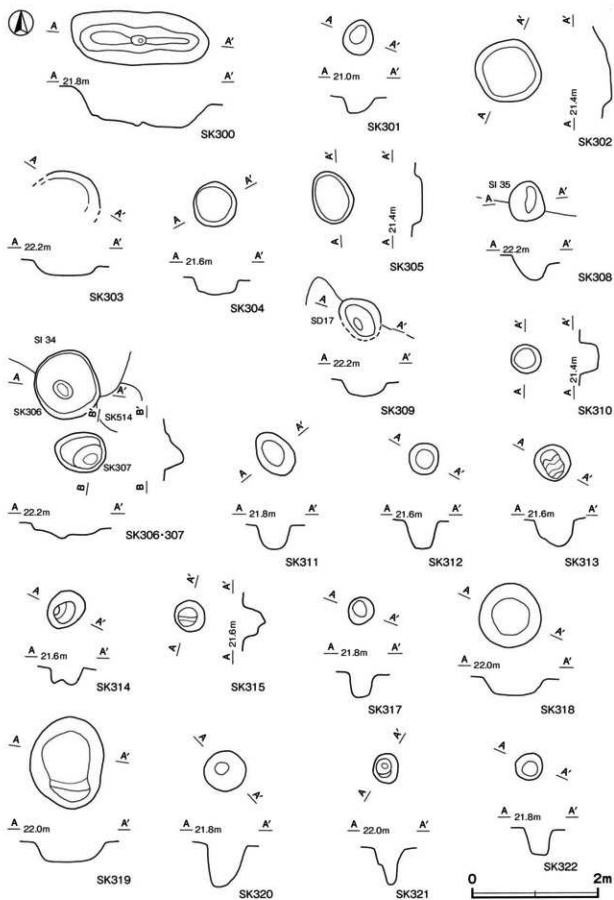 A A'
A 21.8m A'
SK300
A A'
A 21.0m A'
SK301
A' A'
A A 21.4m
SK302
A A'
A 22.2m A'
SK303
A A'
A 21.6m A'
SK304
A' A'
A A 21.4m
SK305
SI 35
A A'
A 22.2m A'
SK308
A
SD17 A'
A 22.2m A'
SK309
A' A'
A A 21.4m
SK310
SI 34
A A'
SK306 B' SK514 B'
SK307
B B
A 22.2m A'
SK306・307
A A'
A 21.8m A'
SK311
A A'
A 21.6m A'
SK312
A A'
A 21.6m A'
SK313
A A'
A 21.6m A'
SK314
A' A'
A A 21.6m
SK315
A A'
A 21.8m A'
SK317
A A'
A 22.0m A'
SK318
A A'
A 22.0m A'
SK319
A A'
A 21.8m A'
SK320
A A'
A 22.0m A'
SK321
A A'
A 21.8m A'
SK322
0 2m